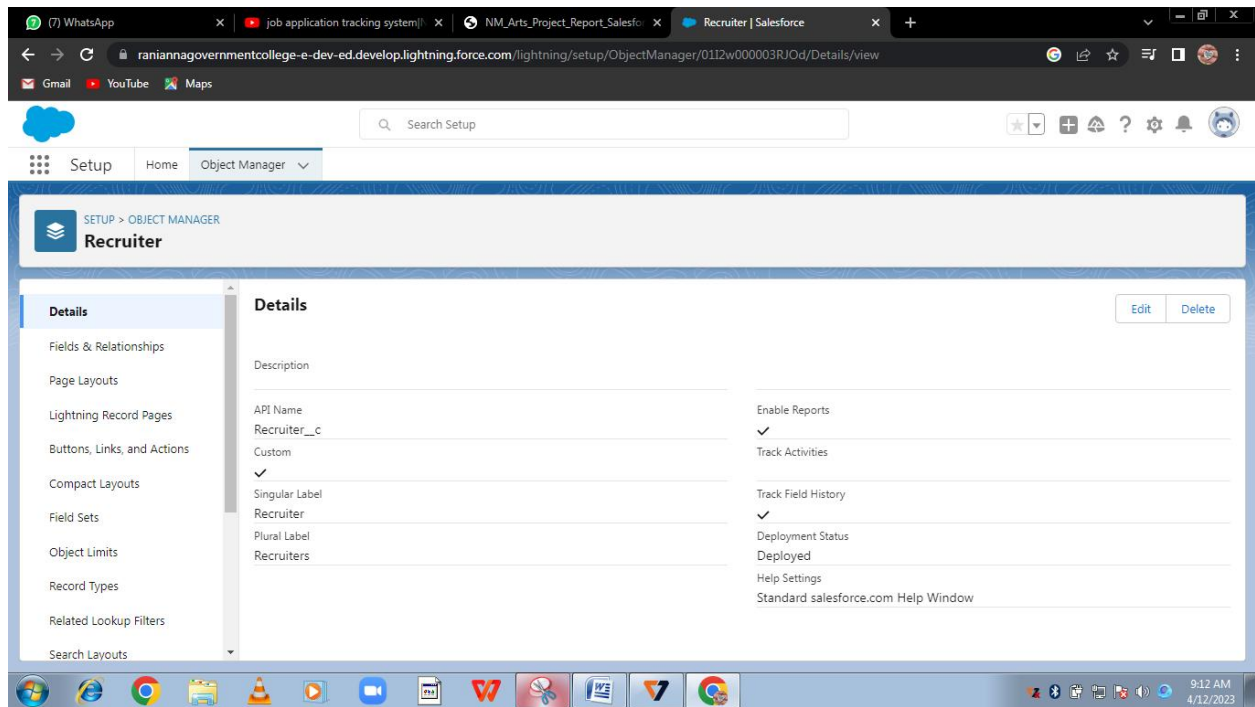 (7) WhatsApp
job application tracking system|
NM_Arts_Project_Report_Salesfo
Recruiter | Salesforce
raniannagovernmentcollege-e-dev-ed.develop.lightning.force.com/lightning/setup/ObjectManager/01I2w000003RJOd/Details/view
Gmail YouTube Maps
Search Setup
Setup Home Object Manager
SETUP > OBJECT MANAGER
Recruiter
Details
Fields & Relationships
Page Layouts
Lightning Record Pages
Buttons, Links, and Actions
Compact Layouts
Field Sets
Object Limits
Record Types
Related Lookup Filters
Search Layouts
Details
Edit Delete
Description
API Name
Recruiter__c
Custom
Singular Label
Recruiter
Plural Label
Recruiters
Enable Reports
Track Activities
Track Field History
Deployment Status
Deployed
Help Settings
Standard salesforce.com Help Window
9:12 AM
4/12/2023